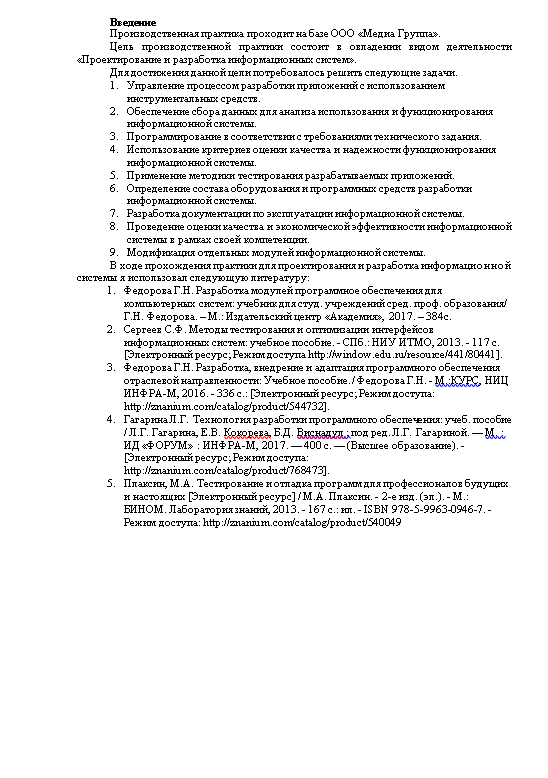 Введение
Производственная практика проходит на базе ООО «Медиа Группа».
Цель производственной практики состоит в овладении видом деятельности
«Проектирование и разработка информационных систем».
Для достижения данной цели потребовалось решить следующие задачи.
1. Управление процессом разработки приложений с использованием
инструментальных средств.
2. Обеспечение сбора данных для анализа использования и функционирования
информационной системы.
3. Программирование в соответствии с требованиями технического задания.
4. Использование критериев оценки качества и надежности функционирования
информационной системы.
5. Применение методики тестирования разрабатываемых приложений.
6. Определение состава оборудования и программных средств разработки
информационной системы.
7. Разработка документации по эксплуатации информационной системы.
8. Проведение оценки качества и экономической эффективности информационной
системы в рамках своей компетенции.
9. Модификация отдельных модулей информационной системы.
В ходе прохождения практики для проектирования и разработка информационной
системы я использовал следующую литературу:
1. Федорова Г.Н. Разработка модулей программное обеспечения для
компьютерных систем: учебник для студ. учреждений сред. проф. образования/
Г.Н. Федорова. – М.: Издательский центр «Академия», 2017. – 384с.
2. Сергеев С.Ф. Методы тестирования и оптимизации интерфейсов
информационных систем: учебное пособие. - СПб.: НИУ ИТМО, 2013. - 117 с.
[Электронный ресурс; Режим доступа http://window.edu.ru/resource/441/80441].
3. Федорова Г.Н. Разработка, внедрение и адаптация программного обеспечения
отраслевой направленности: Учебное пособие. / Федорова Г.Н. - М.:КУРС, НИЦ
ИНФРА-М, 2016. - 336 с.: [Электронный ресурс; Режим доступа:
http://znanium.com/catalog/product/544732].
4. Гагарина Л.Г. Технология разработки программного обеспечения: учеб. пособие
/ Л.Г. Гагарина, Е.В. Кокорева, Б.Д. Виснадул ; под ред. Л.Г. Гагариной. — М. :
ИД «ФОРУМ» : ИНФРА-М, 2017. — 400 с. — (Высшее образование). -
[Электронный ресурс; Режим доступа:
http://znanium.com/catalog/product/768473].
5. Плаксин, М.А. Тестирование и отладка программ для профессионалов будущих
и настоящих [Электронный ресурс] / М.А. Плаксин. - 2-е изд. (эл.). - М.:
БИНОМ. Лаборатория знаний, 2013. - 167 с.: ил. - ISBN 978-5-9963-0946-7. -
Режим доступа: http://znanium.com/catalog/product/540049